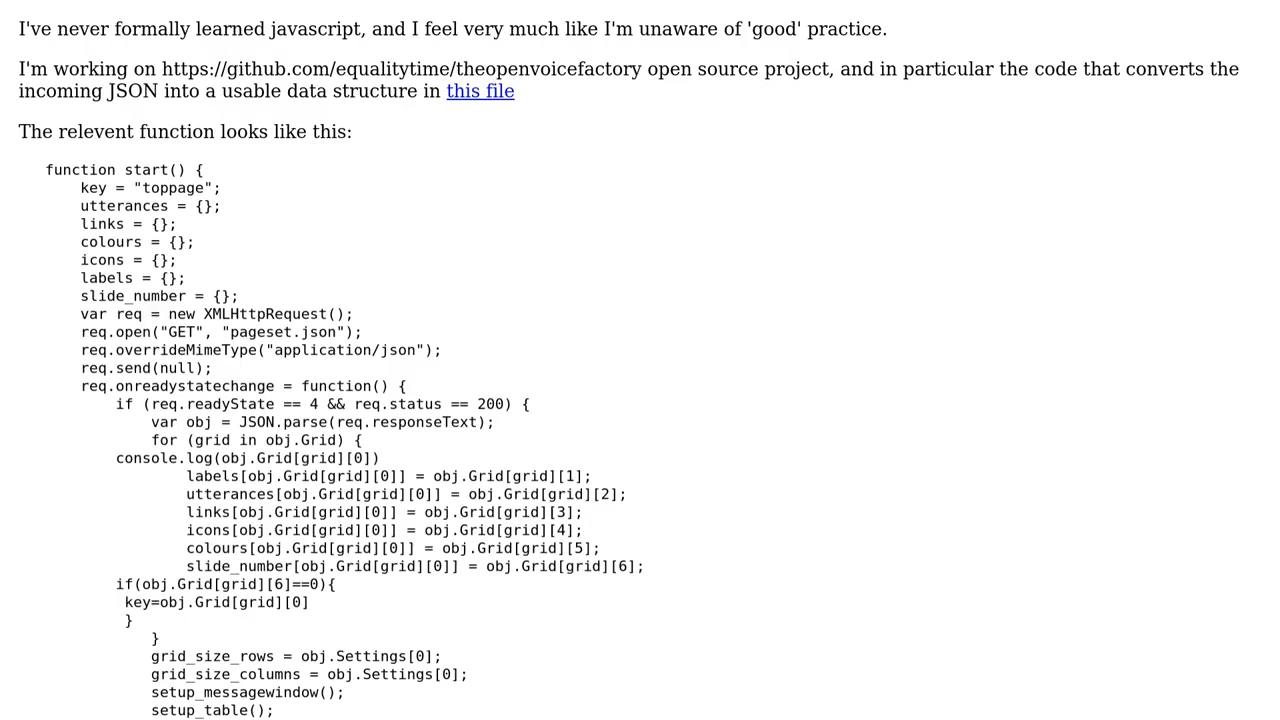 I've never formally learned javascript, and I feel very much like I'm unaware of 'good' practice.
I'm working on https://github.com/equalitytime/theopenvoicefactory open source project, and in particular the code that converts the
incoming JSON into a usable data structure in this file
The relevent function looks like this:
function start() {
    key = "toppage";
    utterances = {};
    links = {};
    colours = {};
    icons = {};
    labels = {};
    slide_number = {};
    var req = new XMLHttpRequest();
    req.open("GET", "pageset.json");
    req.overrideMimeType("application/json");
    req.send(null);
    req.onreadystatechange = function() {
        if (req.readyState == 4 && req.status == 200) {
            var obj = JSON.parse(req.responseText);
            for (grid in obj.Grid) {
        console.log(obj.Grid[grid][0])
                labels[obj.Grid[grid][0]] = obj.Grid[grid][1];
                utterances[obj.Grid[grid][0]] = obj.Grid[grid][2];
                links[obj.Grid[grid][0]] = obj.Grid[grid][3];
                icons[obj.Grid[grid][0]] = obj.Grid[grid][4];
                colours[obj.Grid[grid][0]] = obj.Grid[grid][5];
                slide_number[obj.Grid[grid][0]] = obj.Grid[grid][6];
        if(obj.Grid[grid][6]==0){
         key=obj.Grid[grid][0]
         }
            }
            grid_size_rows = obj.Settings[0];
            grid_size_columns = obj.Settings[0];
            setup_messagewindow();
            setup_table();